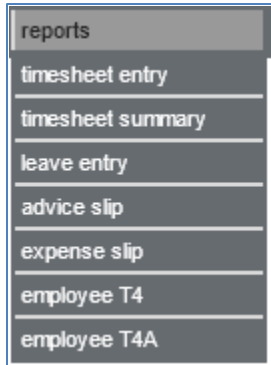 reports
timesheet entry
timesheet summary
leave entry
advice slip
expense slip
employee T4
employee T4A